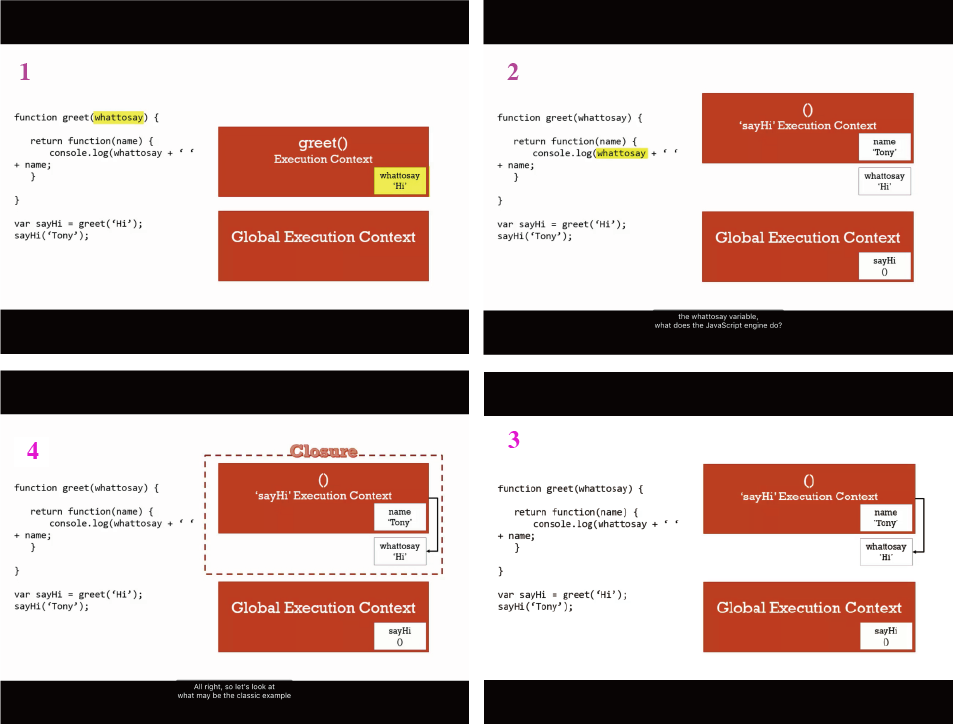 1
function greet(whattosay) {
return function(name) {
console.log(whattosay + ‘ ‘
+ name;
}
}
var sayHi = greet(‘Hi’);
sayHi(‘Tony’);
greet()
Execution Context
whattosay
‘Hi’
Global Execution Context
2
function greet(whattosay) {
return function(name) {
console.log(whattosay + ‘ ‘
+ name;
}
}
var sayHi = greet(‘Hi’);
sayHi(‘Tony’);
()
‘sayHi’ Execution Context
name
‘Tony’
whattosay
‘Hi’
Global Execution Context
sayHi
()
the whattosay variable,
what does the JavaScript engine do?
4
function greet(whattosay) {
return function(name) {
console.log(whattosay + ‘ ‘
+ name;
}
}
var sayHi = greet(‘Hi’);
sayHi(‘Tony’);
Closure
()
‘sayHi’ Execution Context
name
‘Tony’
whattosay
‘Hi’
Global Execution Context
sayHi
()
All right, so let's look at
what may be the classic example
3
function greet(whattosay) {
return function(name) {
console.log(whattosay + ‘ ‘
+ name;
}
}
var sayHi = greet(‘Hi’);
sayHi(‘Tony’);
()
‘sayHi’ Execution Context
name
‘Tony’
whattosay
‘Hi’
Global Execution Context
sayHi
()